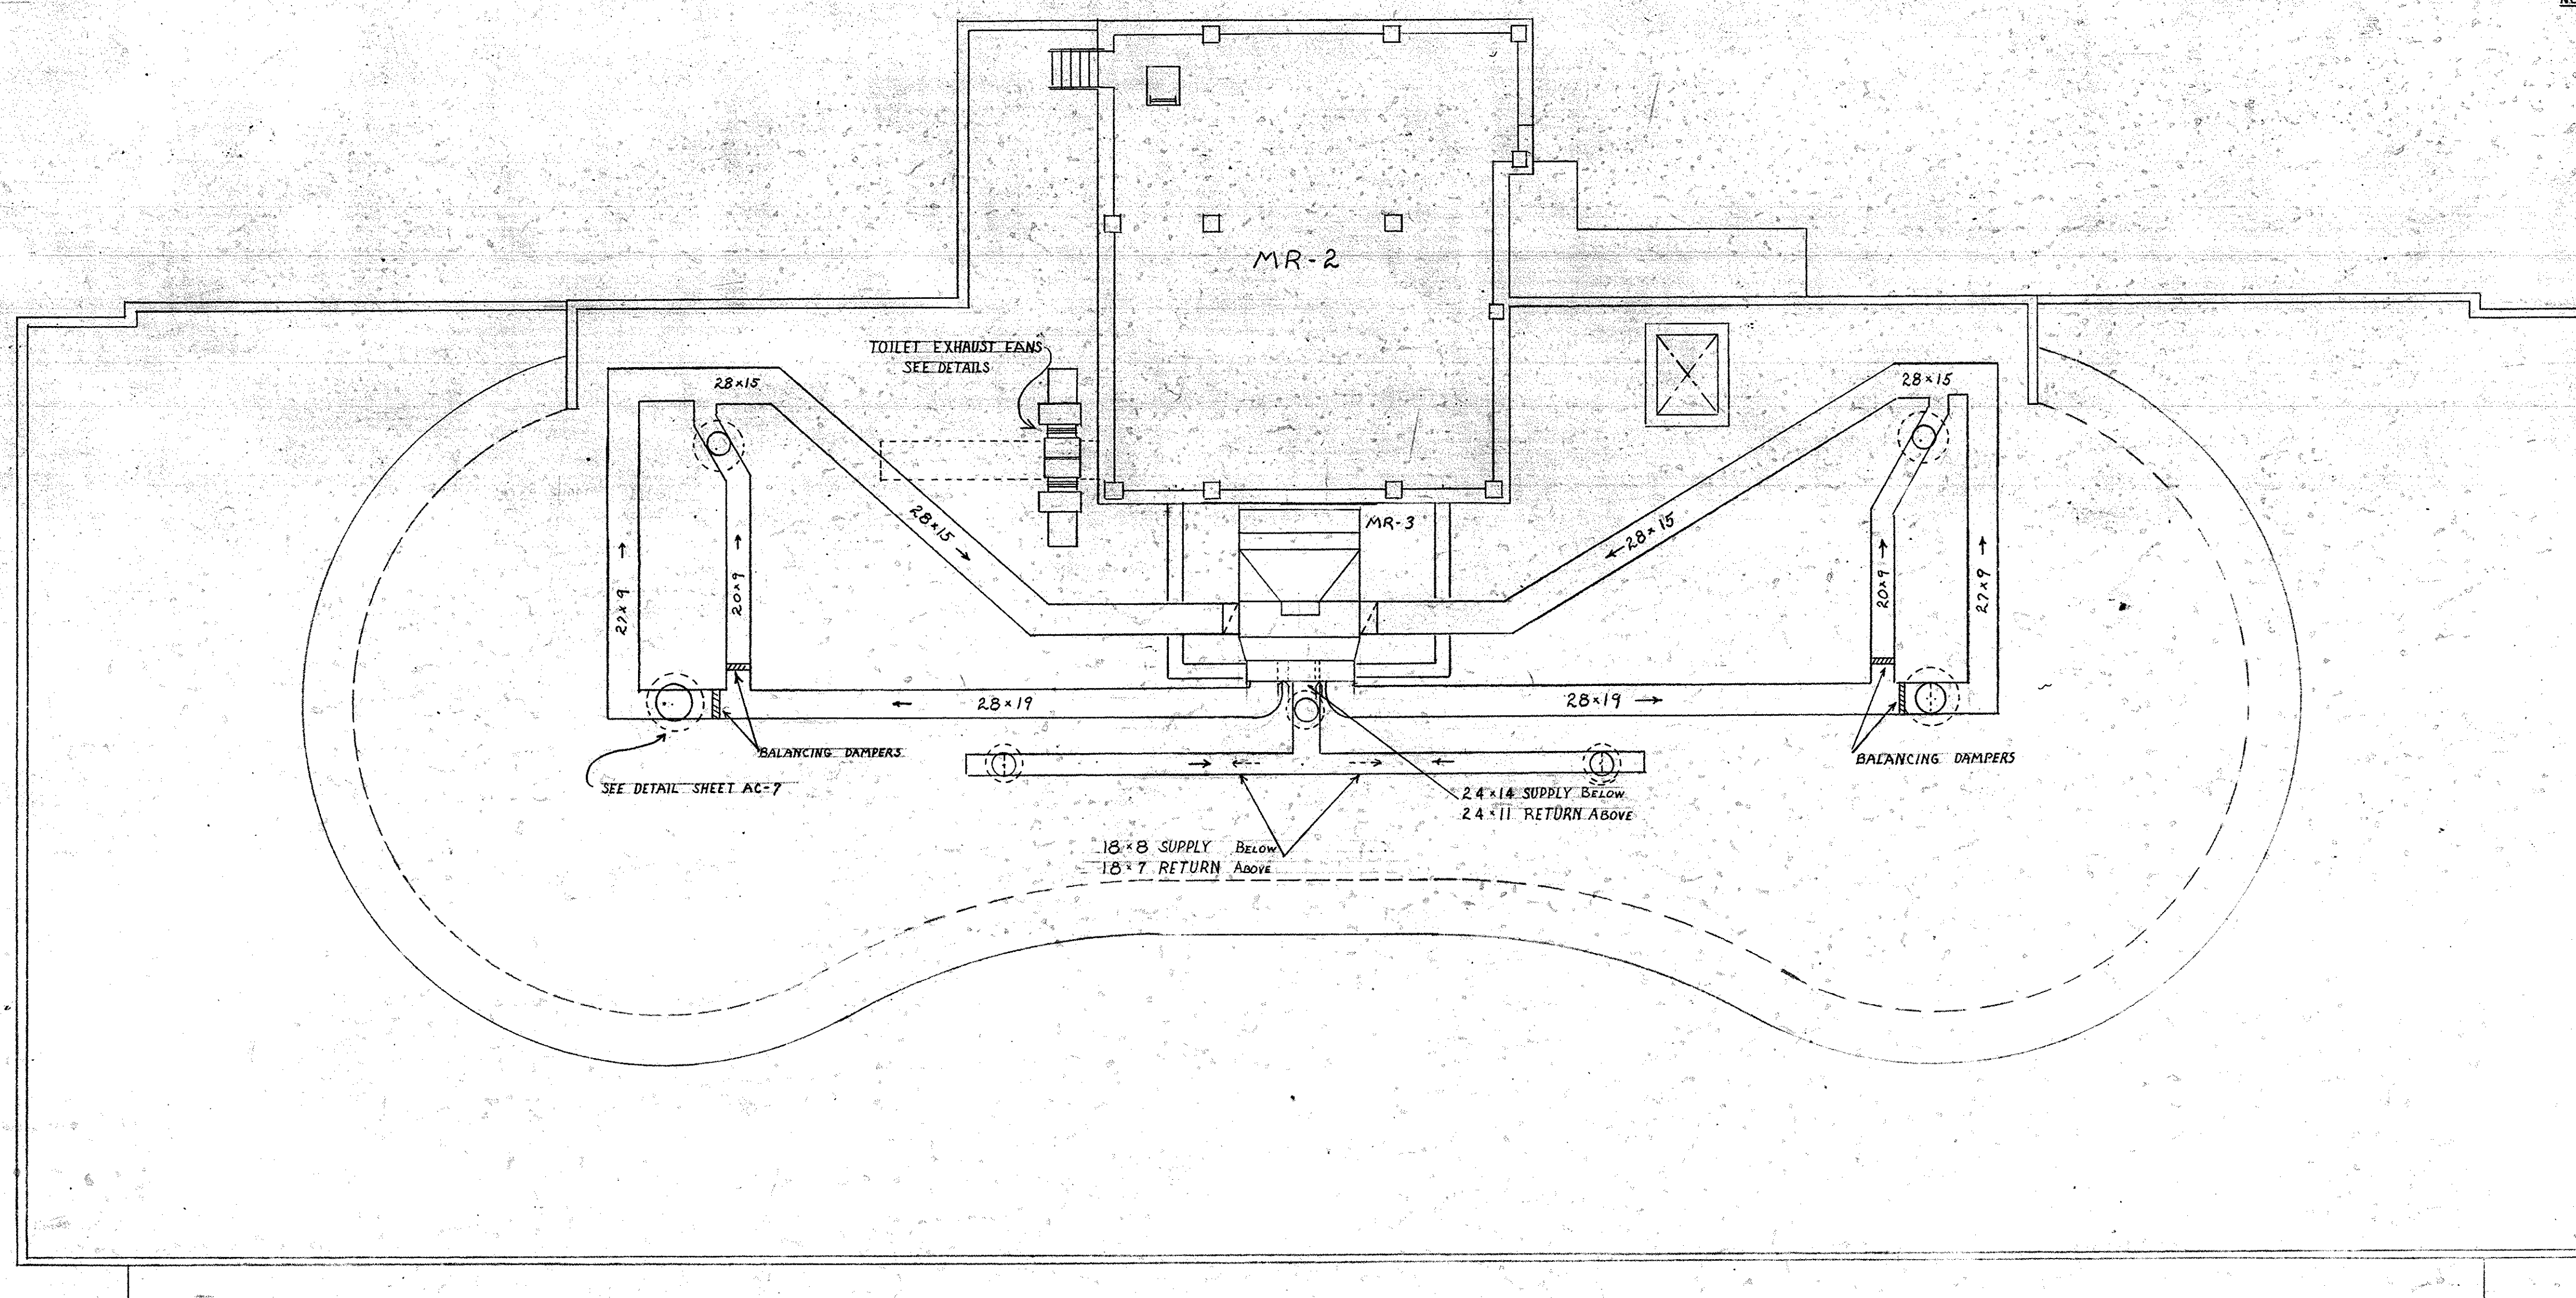 MR-2
TOILET EXHAUST FANS
SEE DETAILS
28×15
28×15
28×15
28×15
MR-3
27×9
20×9
20×9
27×9
28×19
28×19
BALANCING DAMPERS
BALANCING DAMPERS
SEE DETAIL SHEET AC-7
24×14 SUPPLY BELOW
24×11 RETURN ABOVE
18×8 SUPPLY BELOW
18×7 RETURN ABOVE